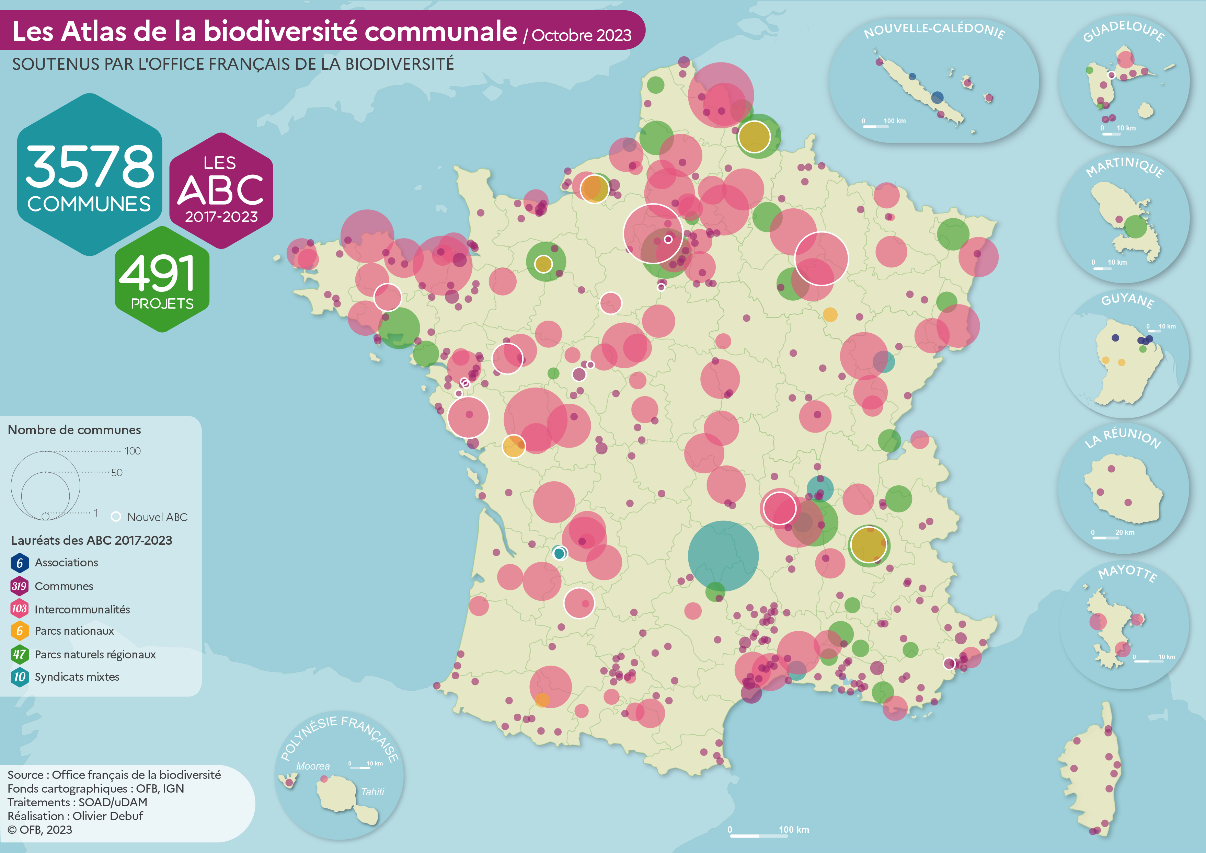 Les Atlas de la biodiversité communale / Octobre 2023
SOUTENUS PAR L'OFFICE FRANÇAIS DE LA BIODIVERSITÉ
3578
COMMUNES
LES
ABC
2017-2023
491
PROJETS
Nombre de communes
100
50
1
Nouvel ABC
Lauréats des ABC 2017-2023
6 Associations
319 Communes
103 Intercommunalités
6 Parcs nationaux
47 Parcs naturels régionaux
10 Syndicats mixtes
Source : Office français de la biodiversité
Fonds cartographiques : OFB, IGN
Traitements : SOAD/uDAM
Réalisation : Olivier Debuf
© OFB, 2023
POLYNÉSIE FRANÇAISE
Moorea
0 10 km
Tahiti
0 100 km
NOUVELLE-CALÉDONIE
0 100 km
GUADELOUPE
0 10 km
MARTINIQUE
0 10 km
GUYANE
0 10 km
LA RÉUNION
0 20 km
MAYOTTE
0 10 km